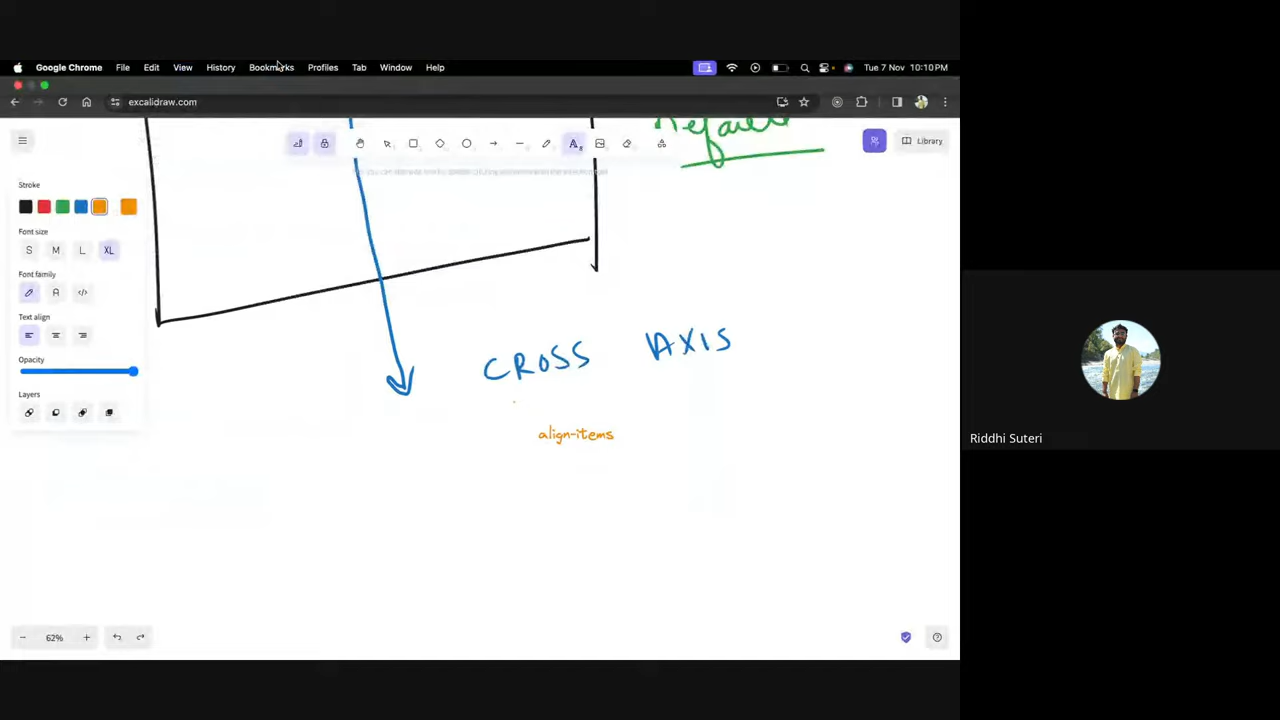 Google Chrome File Edit View History Bookmarks Profiles Tab Window Help Tue 7 Nov 10:10 PM
excalidraw.com
Library
Stroke
Font size
S M L XL
Font family
Text align
Opacity
Layers
CROSS AXIS
align-items
62%
Riddhi Suteri